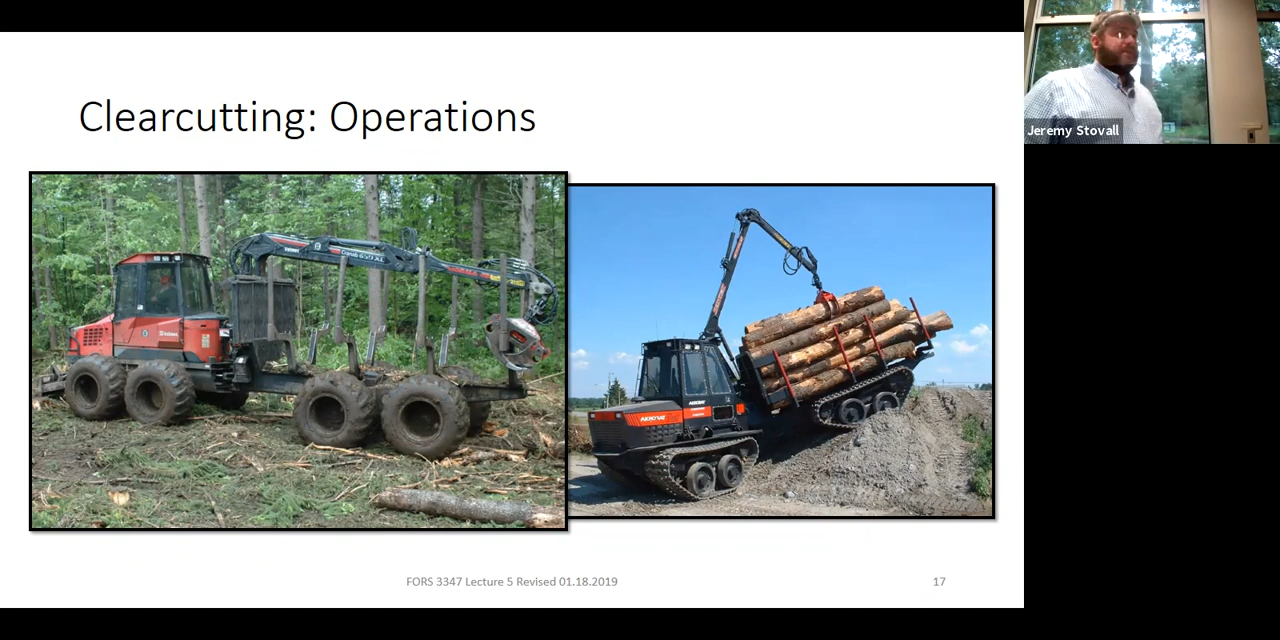 Clearcutting: Operations
Jeremy Stovall
FORS 3347 Lecture 5 Revised 01.18.2019
17